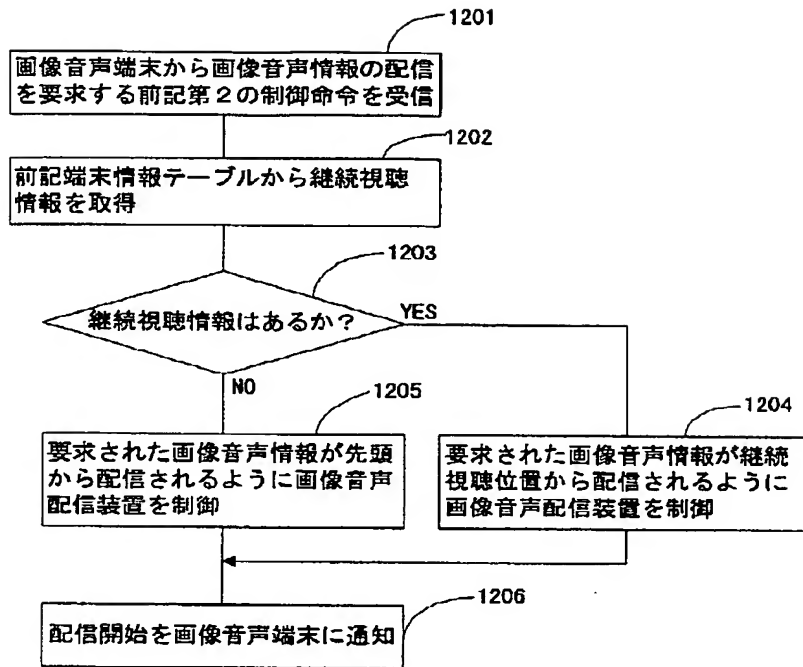 1201
画像音声端末から画像音声情報の配信
を要求する前記第2の制御命令を受信
1202
前記端末情報テーブルから継続視聴
情報を取得
1203
継続視聴情報はあるか?
YES
NO
1205
要求された画像音声情報が先頭
から配信されるように画像音声
配信装置を制御
1204
要求された画像音声情報が継続
視聴位置から配信されるように
画像音声配信装置を制御
1206
配信開始を画像音声端末に通知